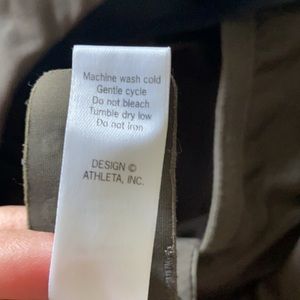 Machine wash cold
Gentle cycle
Do not bleach
Tumble dry low
Do not iron
DESIGN ©
ATHLETA, INC.